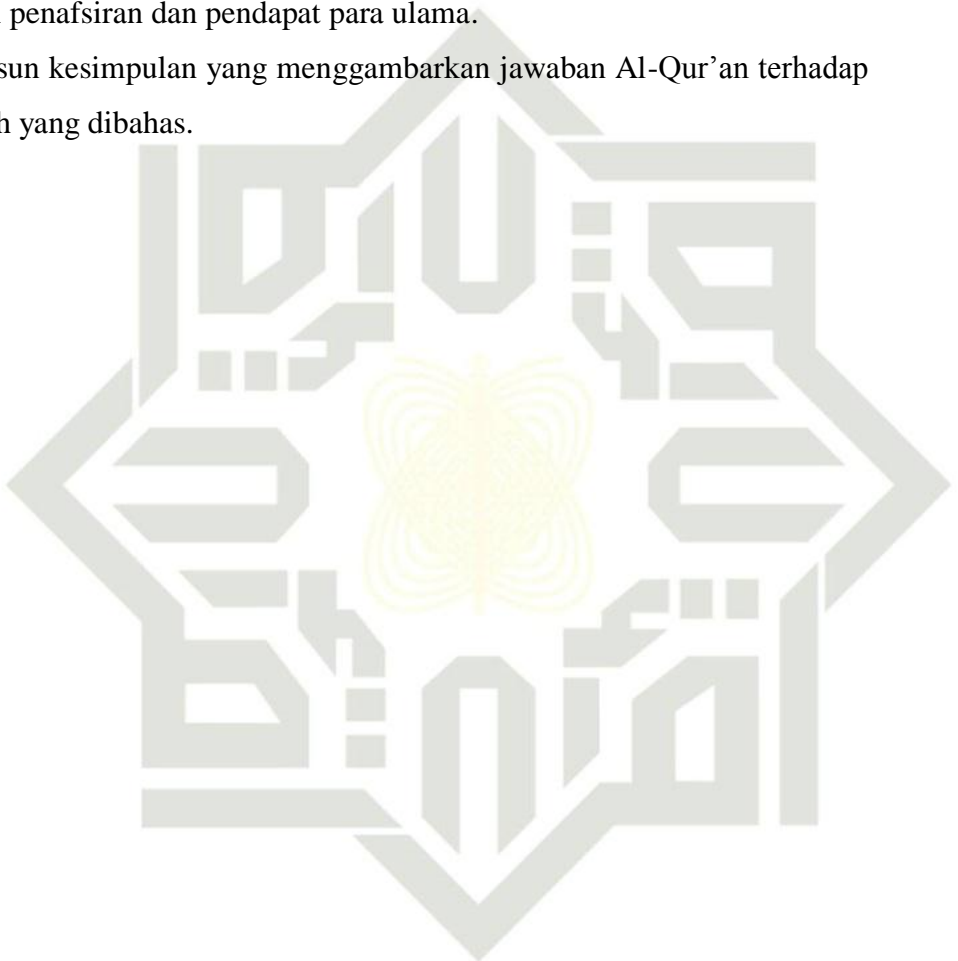 penafsiran dan pendapat para ulama.
sun kesimpulan yang menggambarkan jawaban Al-Qur'an terhadap
h yang dibahas.